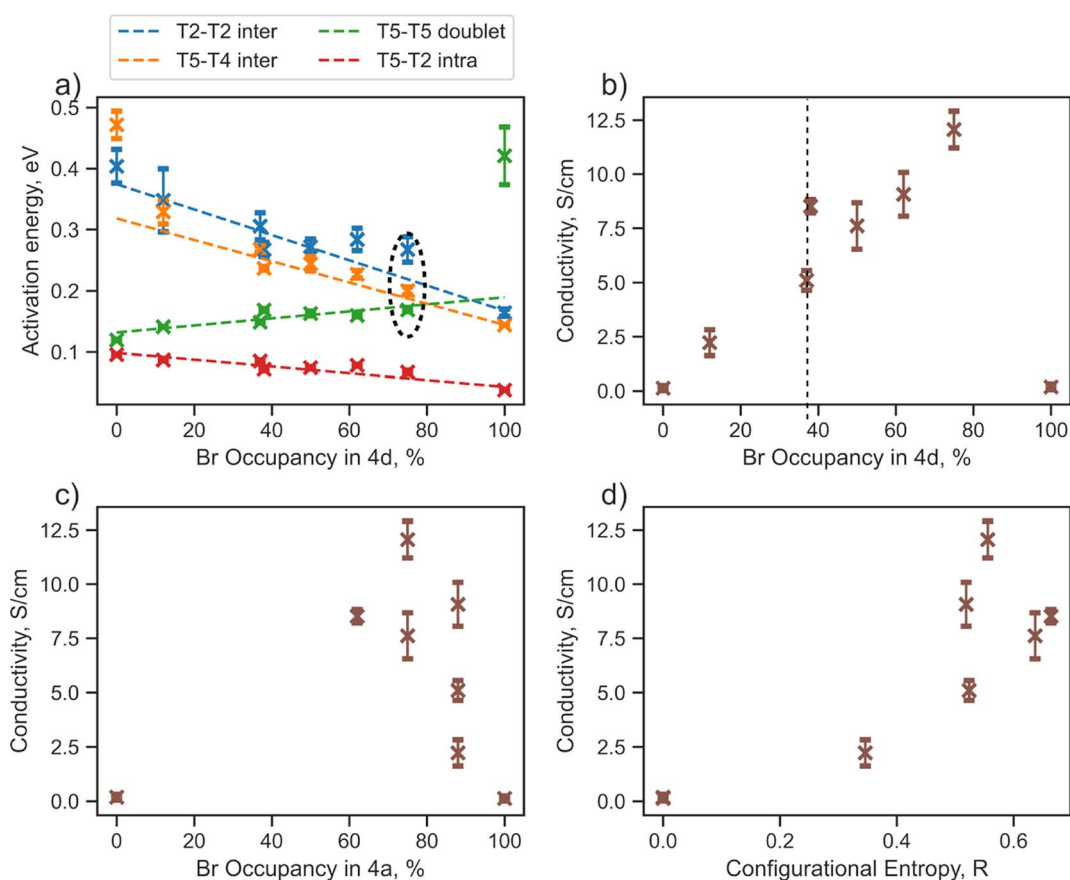 T2-T2 inter
T5-T4 inter
T5-T5 doublet
T5-T2 intra
a)
0.5
0.4
0.3
0.2
0.1
Activation energy, eV
0 20 40 60 80 100
Br Occupancy in 4d, %
b)
12.5
10.0
7.5
5.0
2.5
0.0
Conductivity, S/cm
0 20 40 60 80 100
Br Occupancy in 4d, %
c)
12.5
10.0
7.5
5.0
2.5
0.0
Conductivity, S/cm
0 20 40 60 80 100
Br Occupancy in 4a, %
d)
12.5
10.0
7.5
5.0
2.5
0.0
Conductivity, S/cm
0.0 0.2 0.4 0.6
Configurational Entropy, R